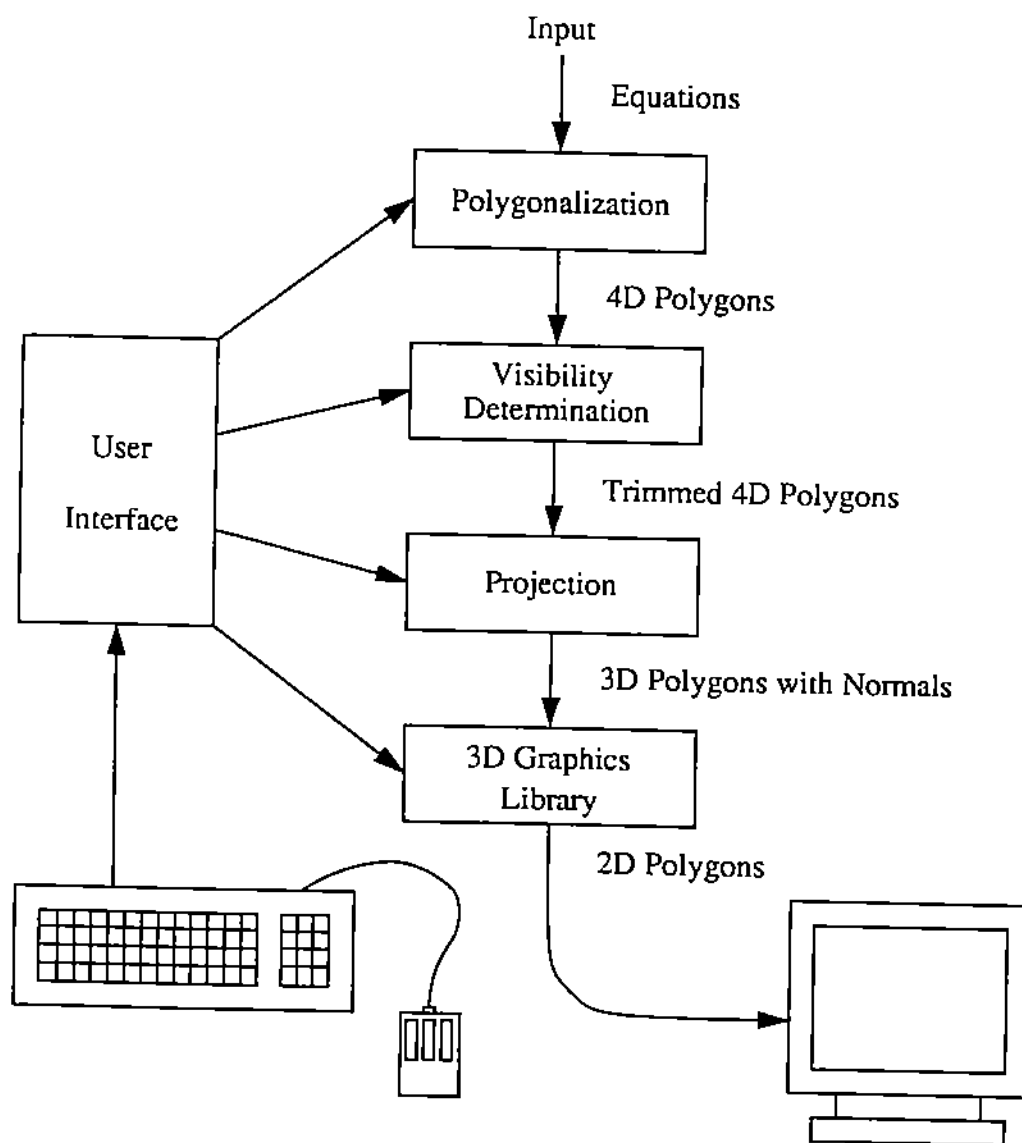 Input
Equations
Polygonalization
4D Polygons
Visibility
Determination
User
Interface
Trimmed 4D Polygons
Projection
3D Polygons with Normals
3D Graphics
Library
2D Polygons